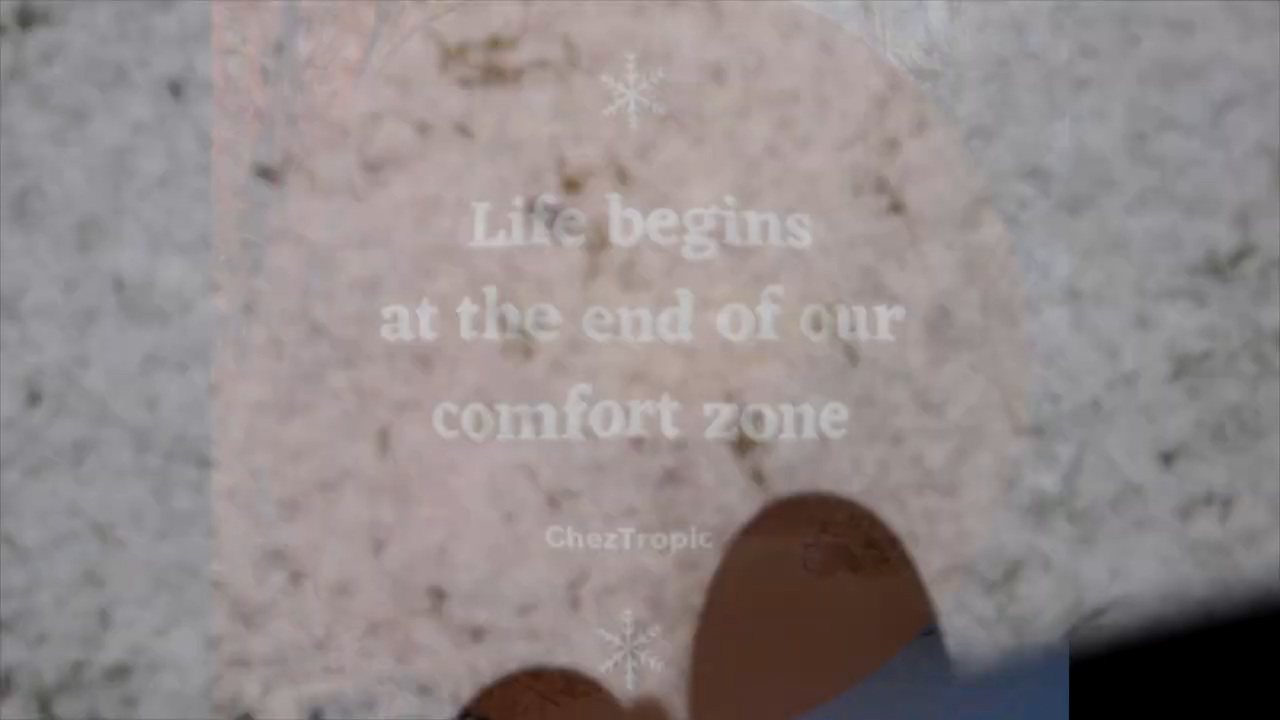 Life begins
at the end of our
comfort zone
ChezTropic